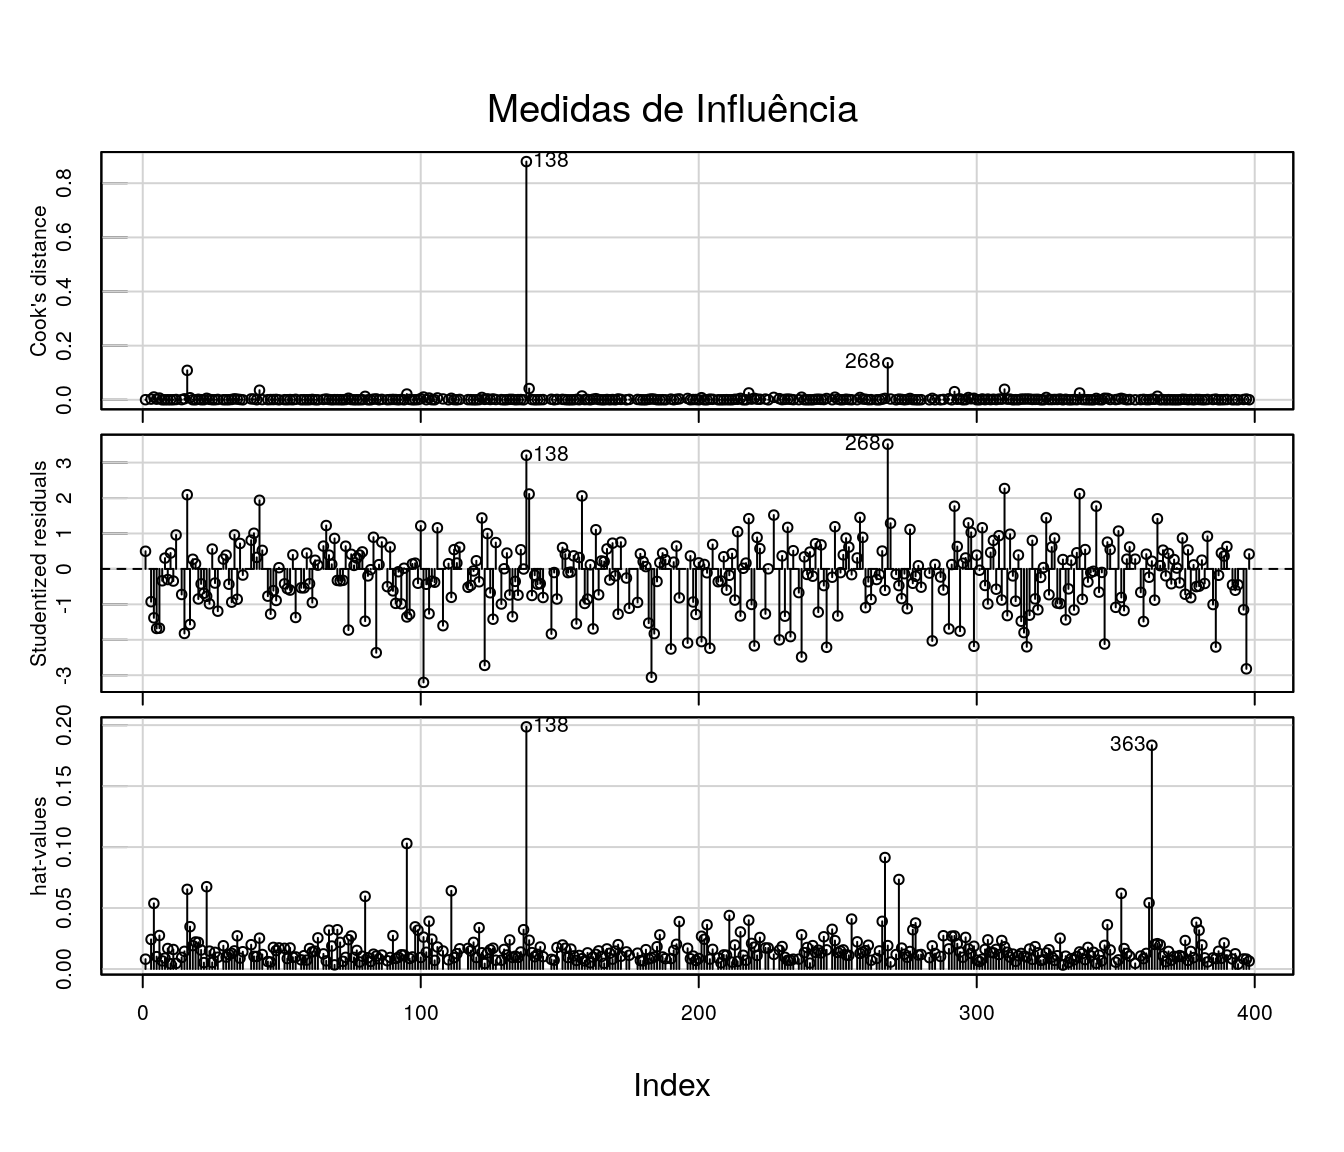 Medidas de Influência
Cook's distance
0.0 0.2 0.4 0.6 0.8
138
268
Studentized residuals
-3 -1 0 1 2 3
138
268
hat-values
0.00 0.05 0.10 0.15 0.20
138
363
0 100 200 300 400
Index